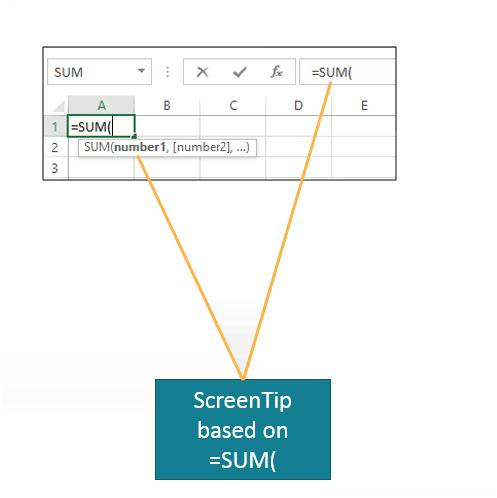 SUM fx =SUM(
A B C D E
1 =SUM(
2 SUM(number1, [number2], ...)
3
ScreenTip
based on
=SUM(